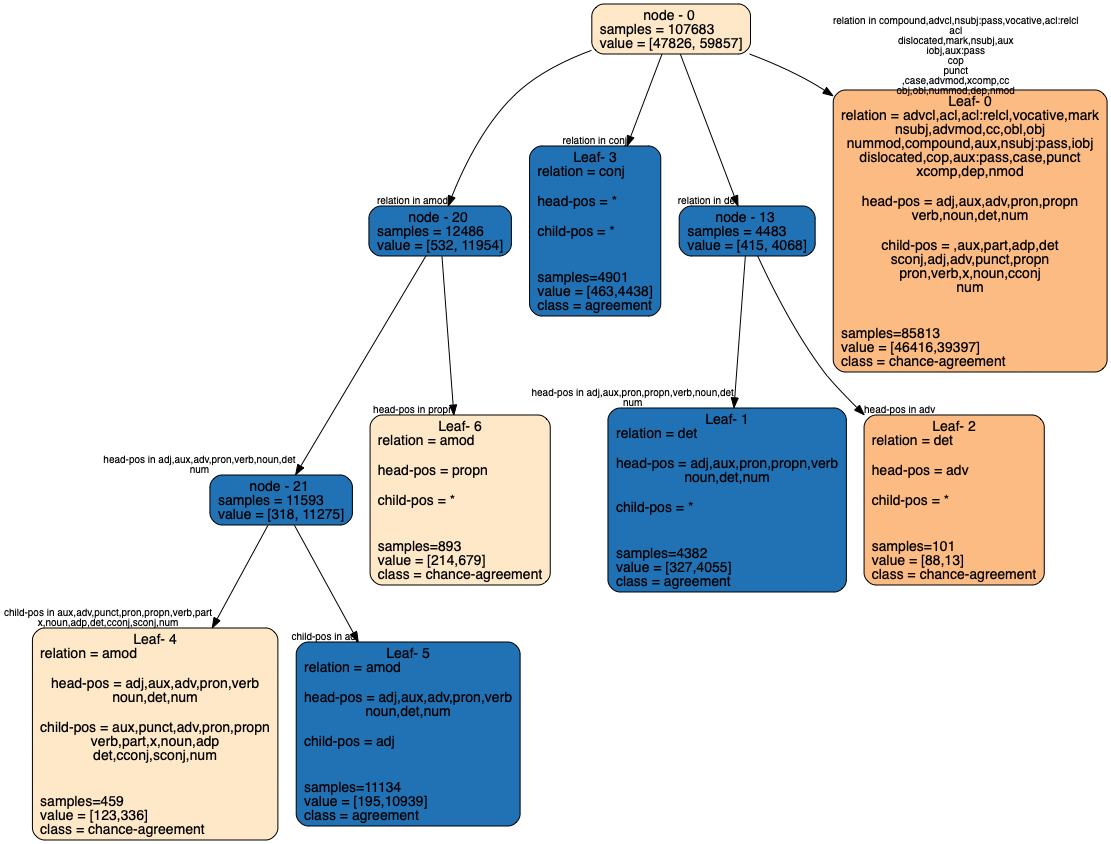 node - 0
samples = 107683
value = [47826, 59857]
relation in compound,advcl,nsubj:pass,vocative,acl:relcl
acl
dislocated,mark,nsubj,aux
iobj,aux:pass
cop
punct
,case,advmod,xcomp,cc
obj,obl,nummod,dep,nmod
Leaf- 0
relation = advcl,acl,acl:relcl,vocative,mark
nsubj,advmod,cc,obl,obj
nummod,compound,aux,nsubj:pass,iobj
dislocated,cop,aux:pass,case,punct
xcomp,dep,nmod
head-pos = adj,aux,adv,pron,propn
verb,noun,det,num
child-pos = ,aux,part,adp,det
sconj,adj,adv,punct,propn
pron,verb,x,noun,cconj
num
samples=85813
value = [46416,39397]
class = chance-agreement
relation in conj
Leaf- 3
relation = conj
head-pos = *
child-pos = *
samples=4901
value = [463,4438]
class = agreement
relation in amod
node - 20
samples = 12486
value = [532, 11954]
relation in det
node - 13
samples = 4483
value = [415, 4068]
head-pos in adj,aux,pron,propn,verb,noun,det
num
Leaf- 1
relation = det
head-pos = adj,aux,pron,propn,verb
noun,det,num
child-pos = *
samples=4382
value = [327,4055]
class = agreement
head-pos in adv
Leaf- 2
relation = det
head-pos = adv
child-pos = *
samples=101
value = [88,13]
class = chance-agreement
head-pos in propn
Leaf- 6
relation = amod
head-pos = propn
child-pos = *
samples=893
value = [214,679]
class = chance-agreement
head-pos in adj,aux,adv,pron,verb,noun,det
num
node - 21
samples = 11593
value = [318, 11275]
child-pos in aux,adv,punct,pron,propn,verb,part
x,noun,adp,det,cconj,sconj,num
Leaf- 4
relation = amod
head-pos = adj,aux,adv,pron,verb
noun,det,num
child-pos = aux,punct,adv,pron,propn
verb,part,x,noun,adp
det,cconj,sconj,num
samples=459
value = [123,336]
class = chance-agreement
child-pos in adj
Leaf- 5
relation = amod
head-pos = adj,aux,adv,pron,verb
noun,det,num
child-pos = adj
samples=11134
value = [195,10939]
class = agreement